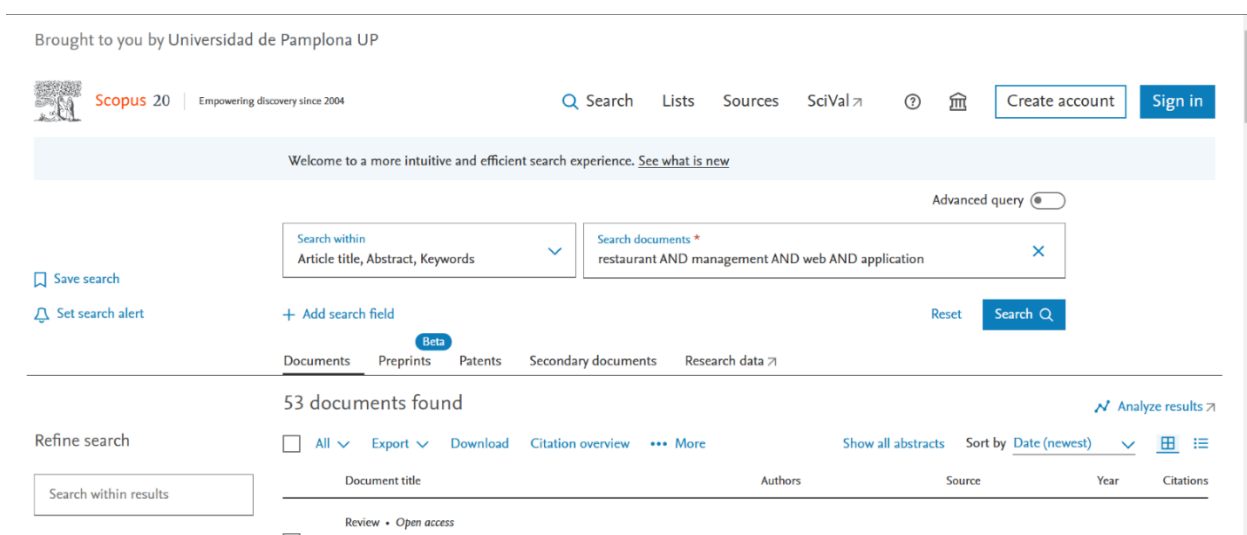 Brought to you by Universidad de Pamplona UP
Scopus 20 Empowering discovery since 2004 Search Lists Sources SciVal Create account Sign in
Welcome to a more intuitive and efficient search experience. See what is new
Advanced query
Search within Search documents *
Article title, Abstract, Keywords restaurant AND management AND web AND application
Save search
Set search alert + Add search field Reset Search
Beta
Documents Preprints Patents Secondary documents Research data
53 documents found Analyze results
Refine search All Export Download Citation overview ••• More Show all abstracts Sort by Date (newest)
Search within results Document title Authors Source Year Citations
Review • Open access